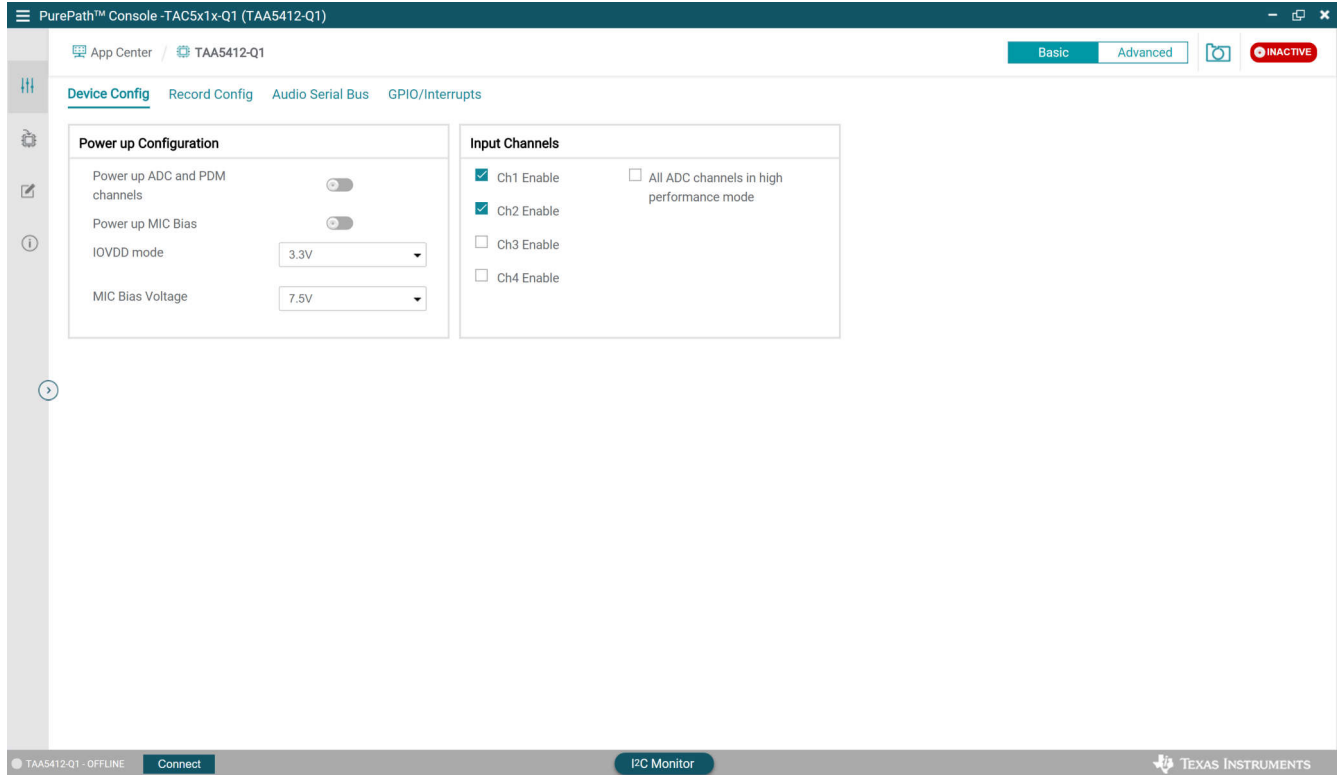 PurePath™ Console -TAC5x1x-Q1 (TAA5412-Q1)
App Center / TAA5412-Q1
Basic
Advanced
INACTIVE
Device Config
Record Config
Audio Serial Bus
GPIO/Interrupts
Power up Configuration
Power up ADC and PDM
channels
Power up MIC Bias
IOVDD mode
3.3V
MIC Bias Voltage
7.5V
Input Channels
Ch1 Enable
Ch2 Enable
Ch3 Enable
Ch4 Enable
All ADC channels in high
performance mode
TAA5412-Q1 - OFFLINE
Connect
I²C Monitor
TEXAS INSTRUMENTS